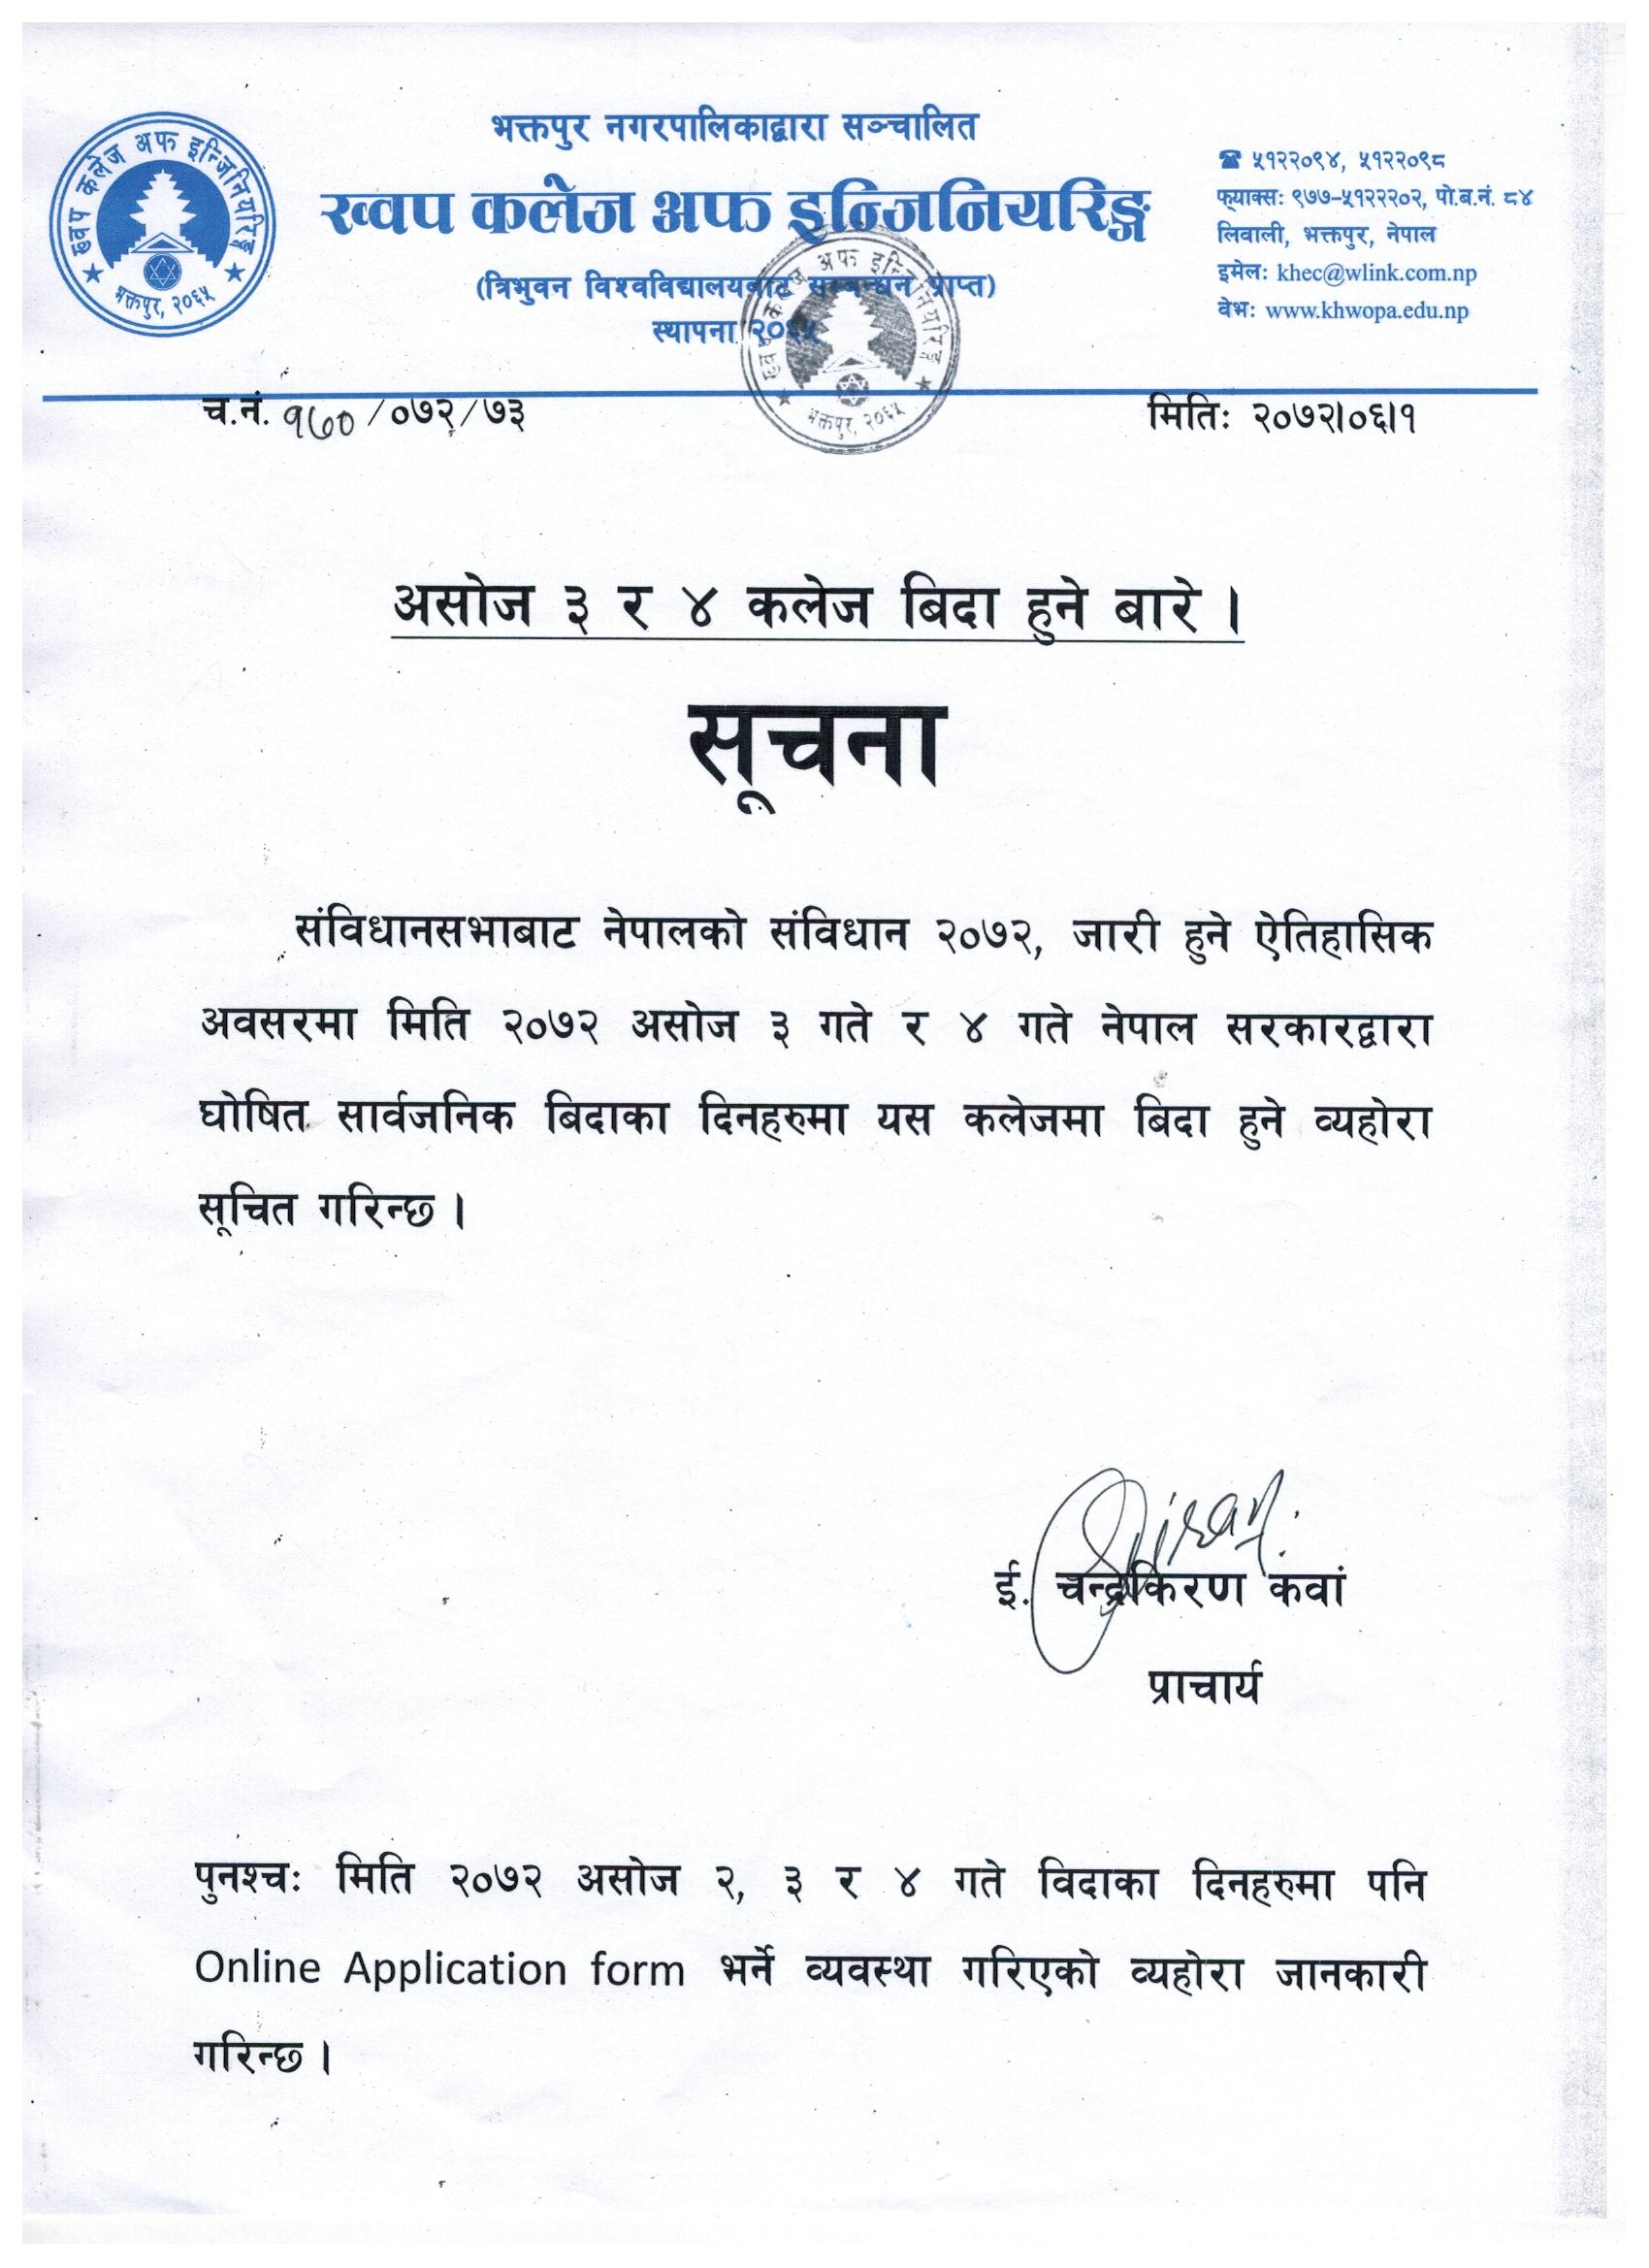 ख्वप कलेज अफ इन्जिनियरिङ्ग
भक्तपुर, २०६५
भक्तपुर नगरपालिकाद्वारा सञ्चालित
ख्वप कलेज अफ इन्जिनियरिङ्ग
(त्रिभुवन विश्वविद्यालयबाट सम्बन्धन प्राप्त)
स्थापना २०६५
☎ ५१२२०९४, ५१२२०९८
फ्याक्सः ९७७-५१२२२०२, पो.ब.नं. ८४
लिवाली, भक्तपुर, नेपाल
इमेलः khec@wlink.com.np
वेभः www.khwopa.edu.np
ख्वप कलेज अफ इन्जिनियरिङ्ग
भक्तपुर, २०६५
च.नं. १७० /०७२/७३
मितिः २०७२।०६।१
असोज ३ र ४ कलेज बिदा हुने बारे ।
सूचना
संविधानसभाबाट नेपालको संविधान २०७२, जारी हुने ऐतिहासिक
अवसरमा मिति २०७२ असोज ३ गते र ४ गते नेपाल सरकारद्वारा
घोषित सार्वजनिक बिदाका दिनहरुमा यस कलेजमा बिदा हुने व्यहोरा
सूचित गरिन्छ ।
ई. चन्द्रकिरण कवां
प्राचार्य
पुनश्चः मिति २०७२ असोज २, ३ र ४ गते विदाका दिनहरुमा पनि
Online Application form भर्ने व्यवस्था गरिएको व्यहोरा जानकारी
गरिन्छ ।